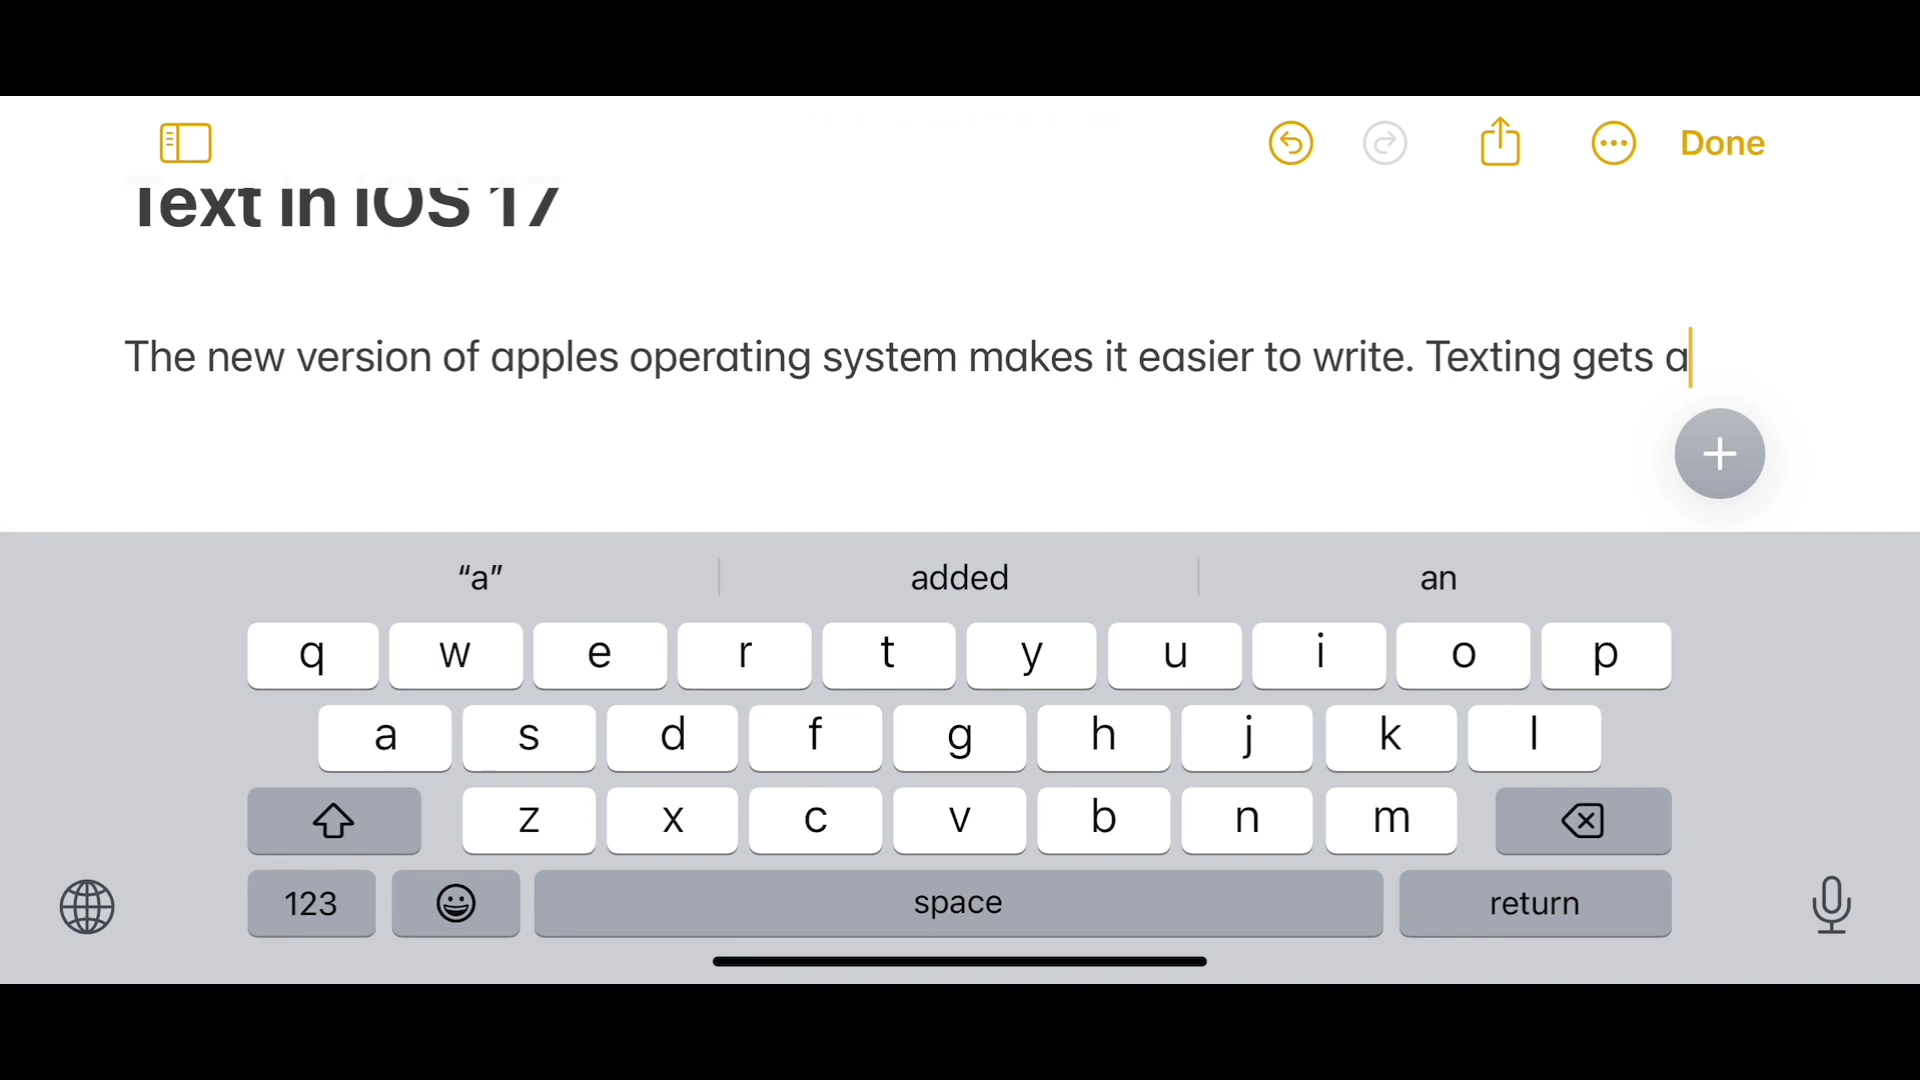 Done
Text in iOS 17
The new version of apples operating system makes it easier to write. Texting gets a
“a” added an
q w e r t y u i o p
a s d f g h j k l
z x c v b n m
123 space return